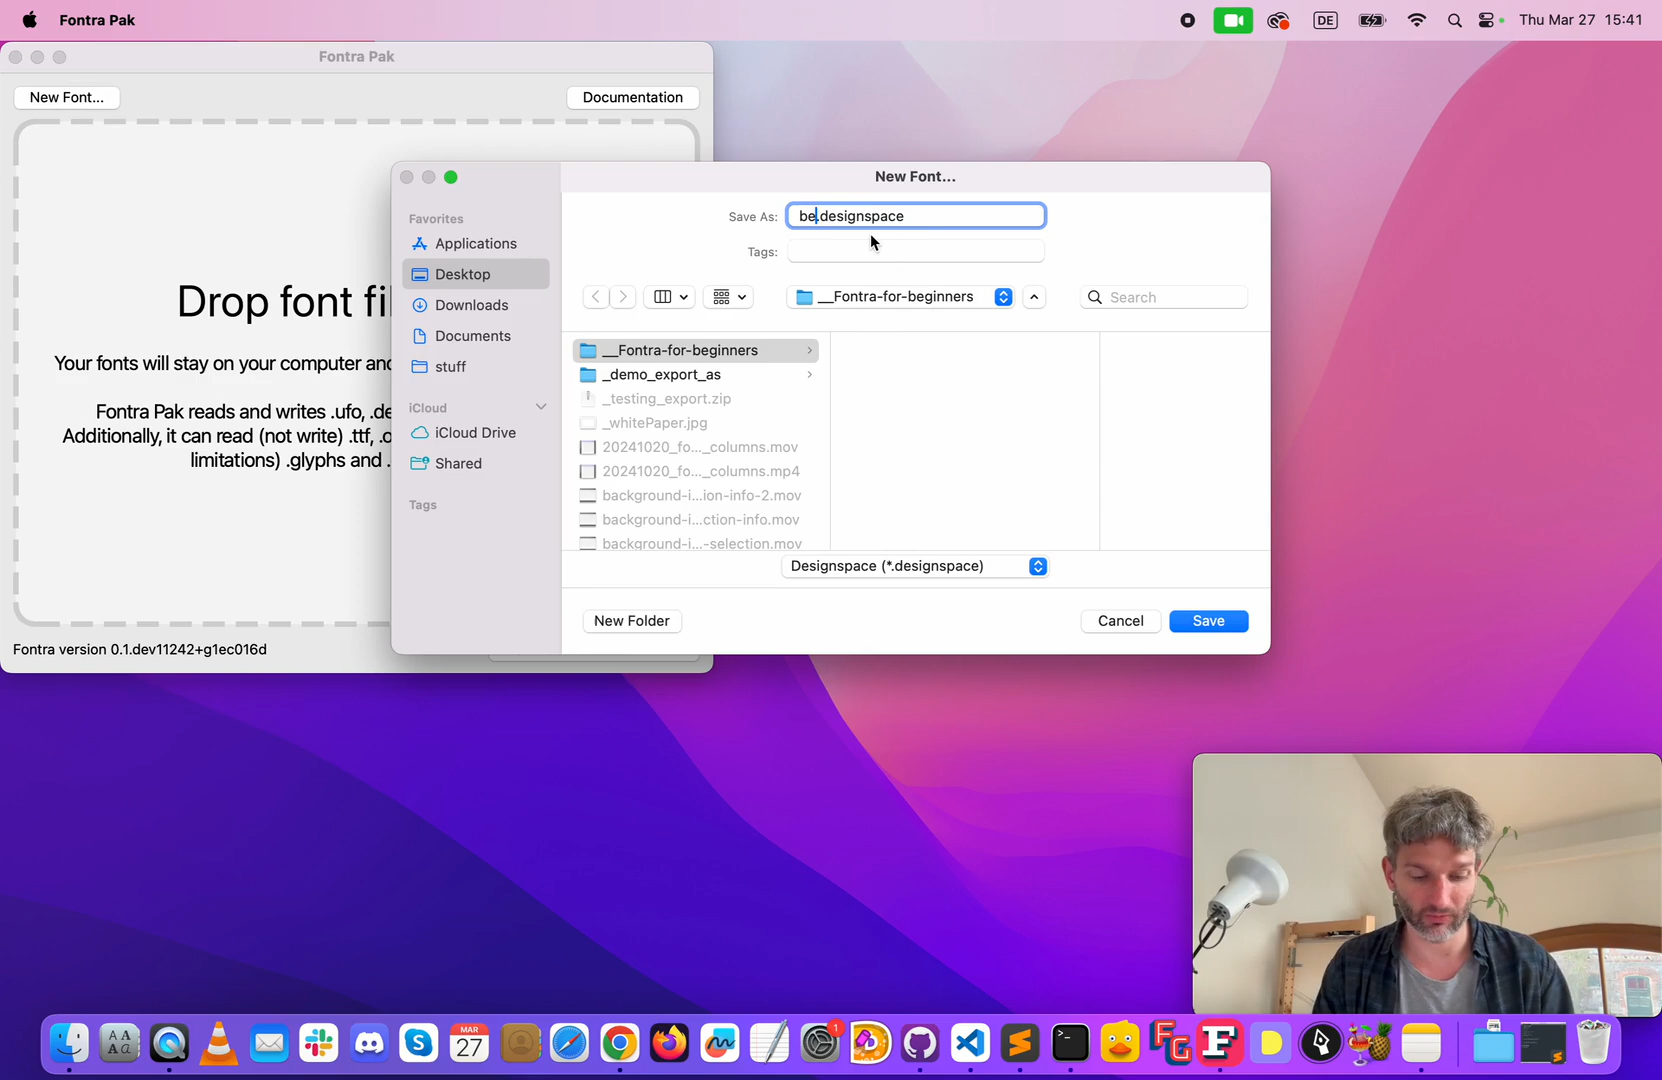 Fontra Pak
DE
Thu Mar 27 15:41
Fontra Pak
New Font...
Documentation
Drop font fil
Your fonts will stay on your computer and
Fontra Pak reads and writes .ufo, .de
Additionally, it can read (not write) .ttf, .o
limitations) .glyphs and .
Fontra version 0.1.dev11242+g1ec016d
New Font...
Favorites
Applications
Desktop
Downloads
Documents
stuff
iCloud
iCloud Drive
Shared
Tags
Save As:
be.designspace
Tags:
__Fontra-for-beginners
Search
__Fontra-for-beginners
_demo_export_as
_testing_export.zip
_whitePaper.jpg
20241020_fo..._columns.mov
20241020_fo..._columns.mp4
background-i...ion-info-2.mov
background-i...ction-info.mov
background-i...-selection.mov
Designspace (*.designspace)
New Folder
Cancel
Save
MAR
27
1